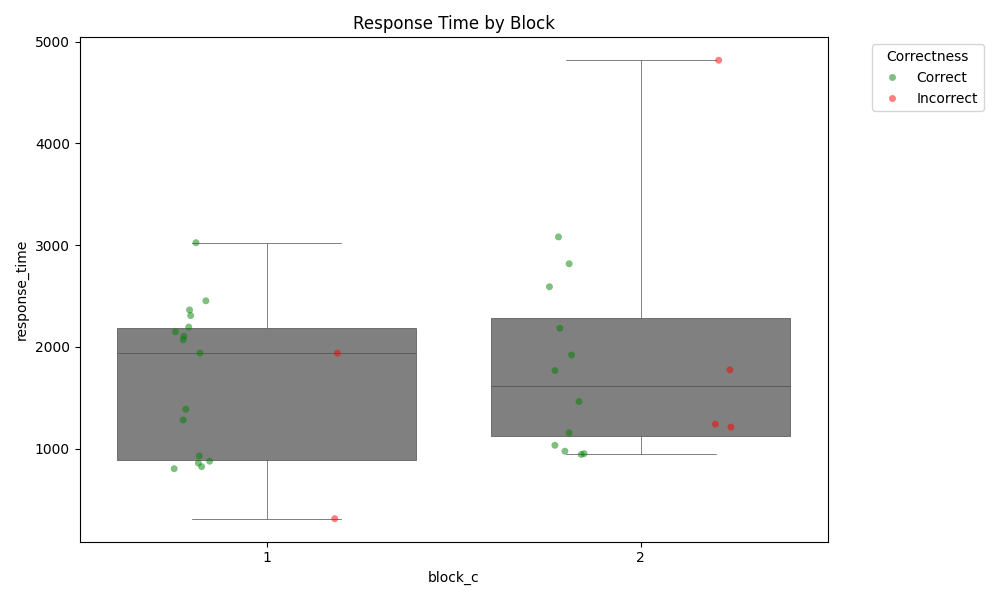 Response Time by Block
5000
4000
3000
2000
1000
response_time
1
2
block_c
Correctness
Correct
Incorrect